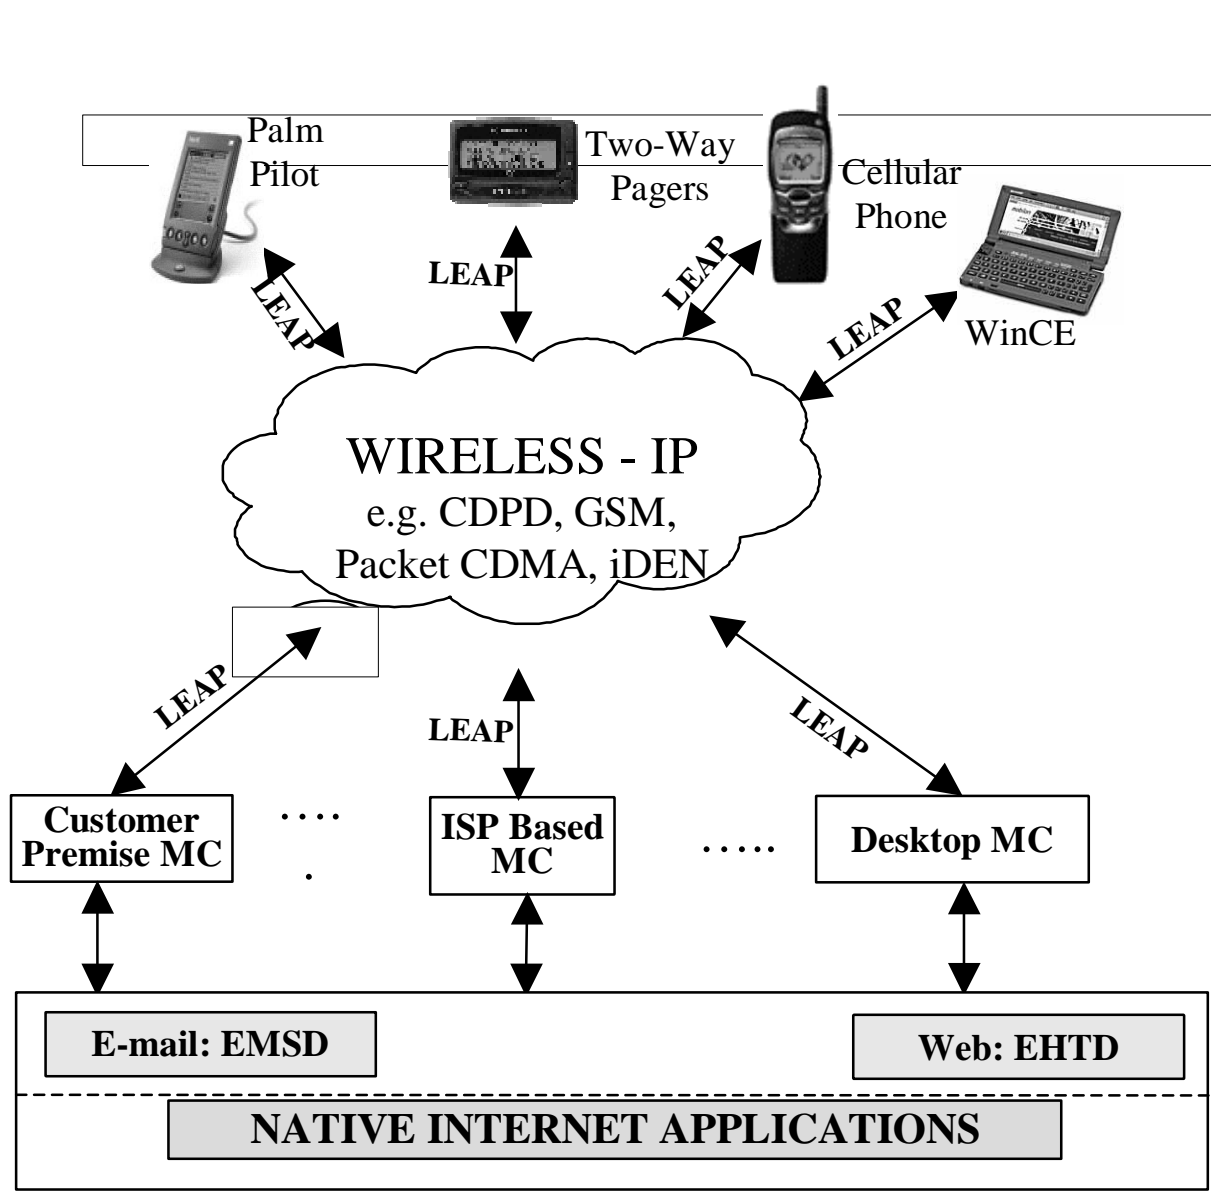 Palm
Pilot
Two-Way
Pagers
Cellular
Phone
WinCE
LEAP
LEAP
LEAP
LEAP
WIRELESS - IP
e.g. CDPD, GSM,
Packet CDMA, iDEN
LEAP
LEAP
LEAP
Customer
Premise MC
. . . .
.
ISP Based
MC
. . . . .
Desktop MC
E-mail: EMSD
Web: EHTD
NATIVE INTERNET APPLICATIONS